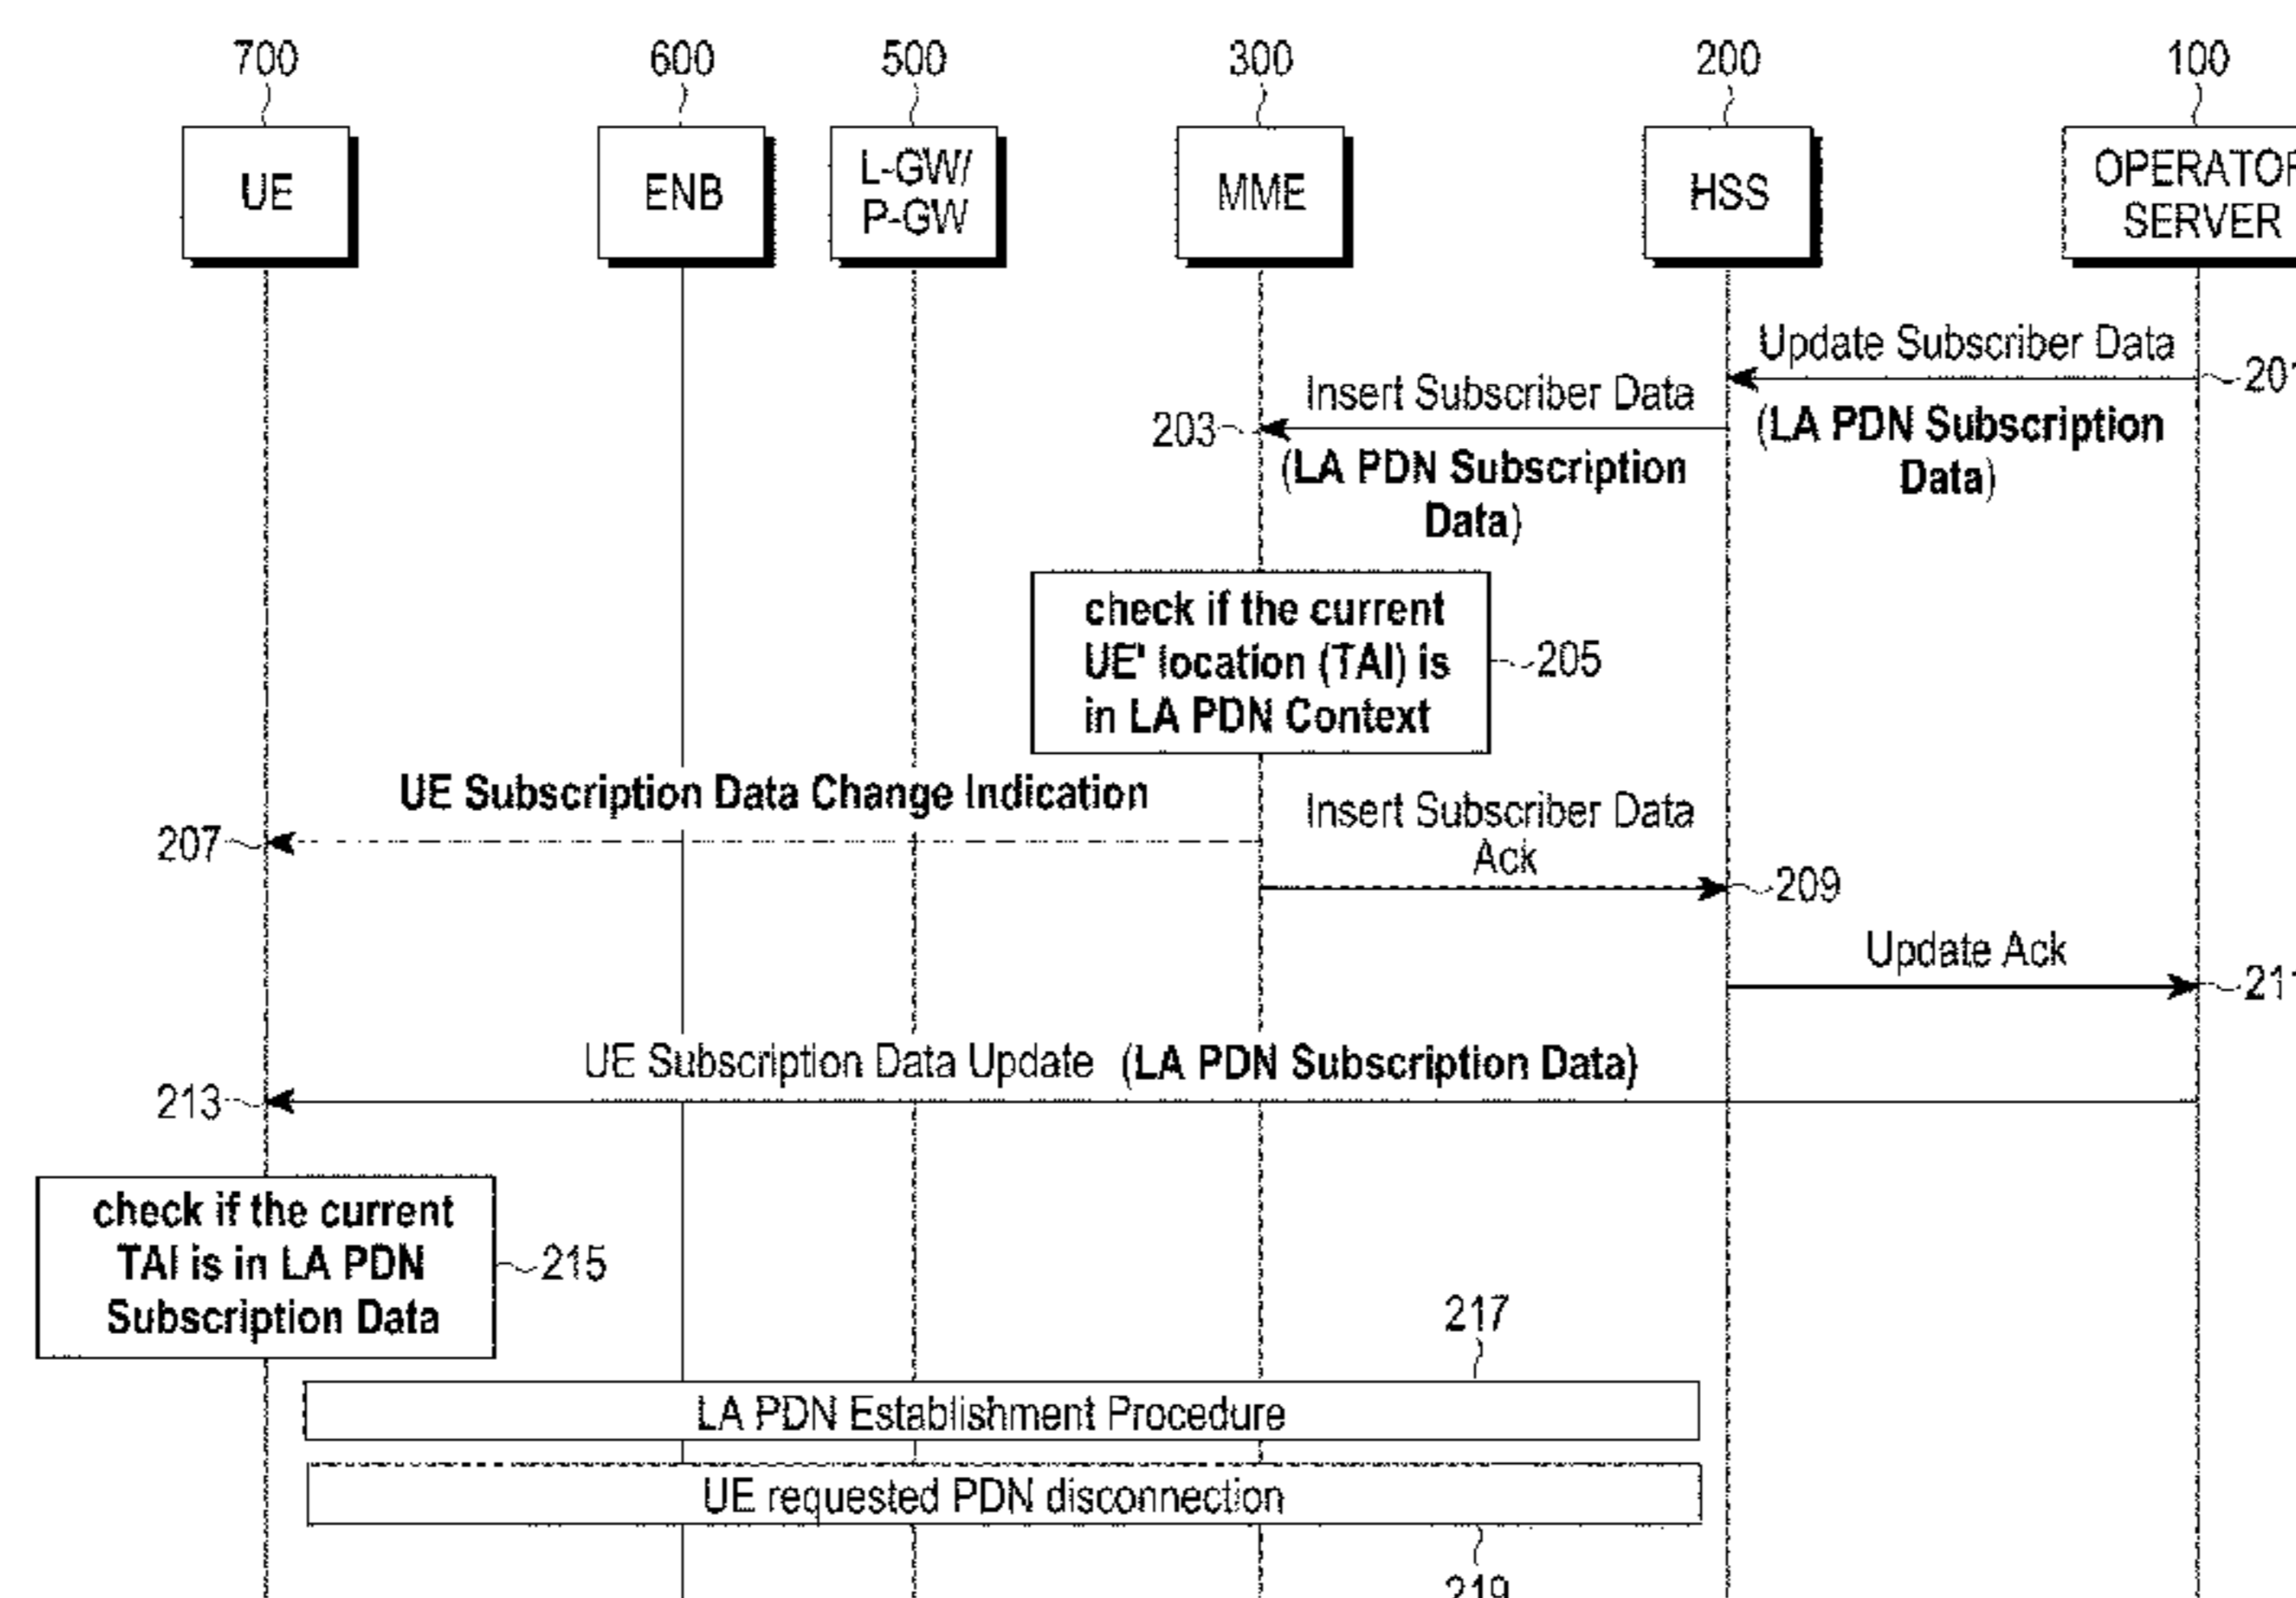 700 600 500 300 200 100
UE
ENB
L-GW/
P-GW
MME
HSS
OPERATOR
SERVER
Update Subscriber Data
201
(LA PDN Subscription
Data)
Insert Subscriber Data
203
(LA PDN Subscription
Data)
check if the current
UE' location (TAI) is
in LA PDN Context
205
UE Subscription Data Change Indication
207
Insert Subscriber Data
Ack
209
Update Ack
211
UE Subscription Data Update (LA PDN Subscription Data)
213
check if the current
TAI is in LA PDN
Subscription Data
215
217
LA PDN Establishment Procedure
UE requested PDN disconnection
219